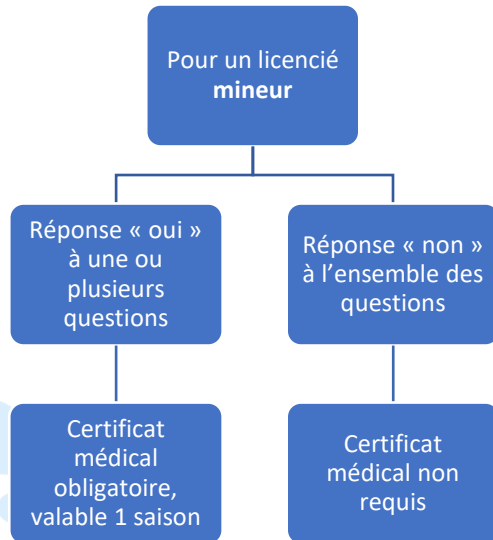 Pour un licencié
mineur
Réponse « oui »
à une ou
plusieurs
questions
Réponse « non »
à l'ensemble des
questions
Certificat
médical
obligatoire,
valable 1 saison
Certificat
médical non
requis